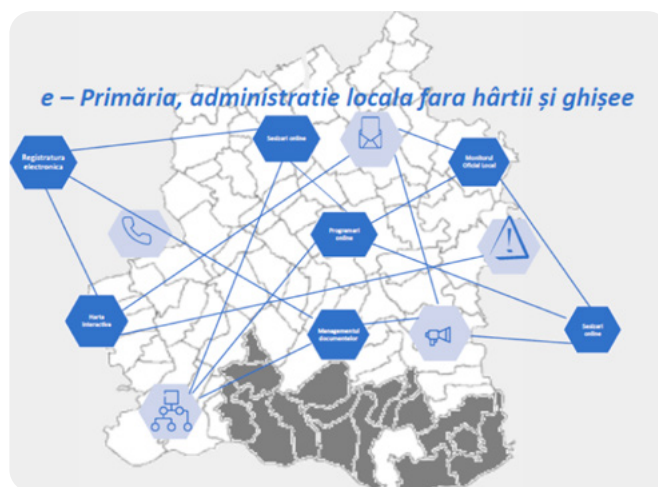 e – Primăria, administratie locala fara hârtii și ghișee
Sesizari online
Registratura
electronica
Monitorul
Oficial Local
Programari
online
Harta
interactiva
Managementul
documentelor
Sesizari
online